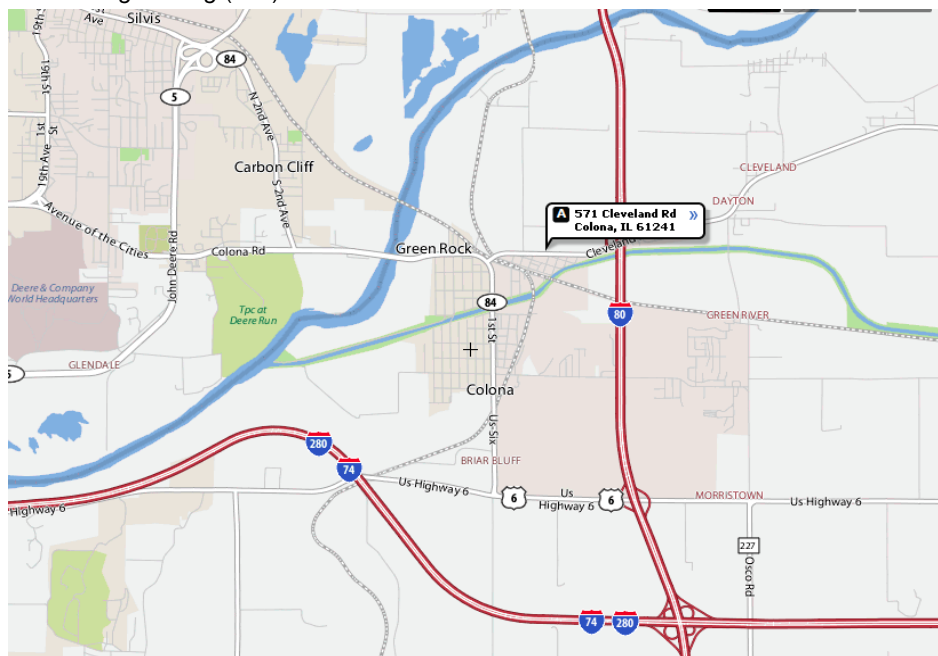 Silvis
Ave
19th St
19th St
84
5
N 2nd Ave
1st St
19th Ave
Carbon Cliff
S 2nd Ave
CLEVELAND
DAYTON
A 571 Cleveland Rd »
Colona, IL 61241
Avenue of the Cities
John Deere Rd
Colona Rd
Green Rock
Cleveland
Deere & Company
World Headquarters
Tpc at
Deere Run
84
1st St
80
GREEN RIVER
GLENDALE
5
Colona
280
74
Us-Six
BRIAR BLUFF
Us Highway 6
6
Us
Highway 6
6
MORRISTOWN
Us Highway 6
Highway 6
227
Osco Rd
74
280